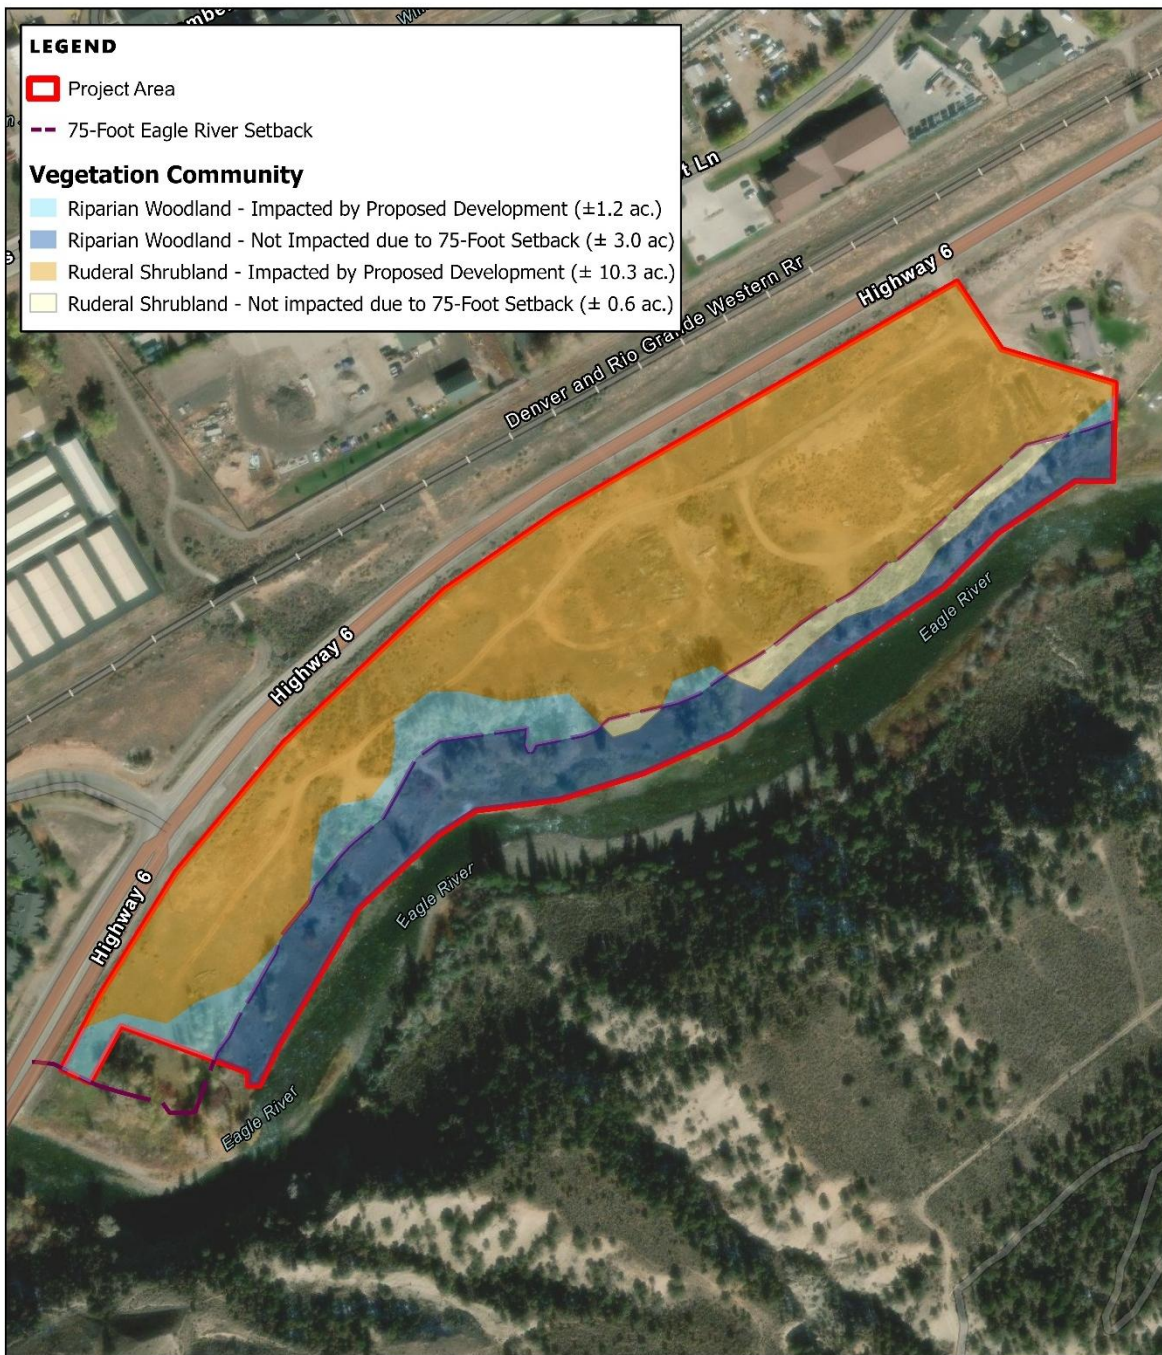 LEGEND
Project Area
75-Foot Eagle River Setback
Vegetation Community
Riparian Woodland - Impacted by Proposed Development (±1.2 ac.)
Riparian Woodland - Not Impacted due to 75-Foot Setback (± 3.0 ac)
Ruderal Shrubland - Impacted by Proposed Development (± 10.3 ac.)
Ruderal Shrubland - Not impacted due to 75-Foot Setback (± 0.6 ac.)
Ln
Denver and Rio Grande Western Rr
Highway 6
Highway 6
Highway 6
Eagle River
Eagle River
Eagle River